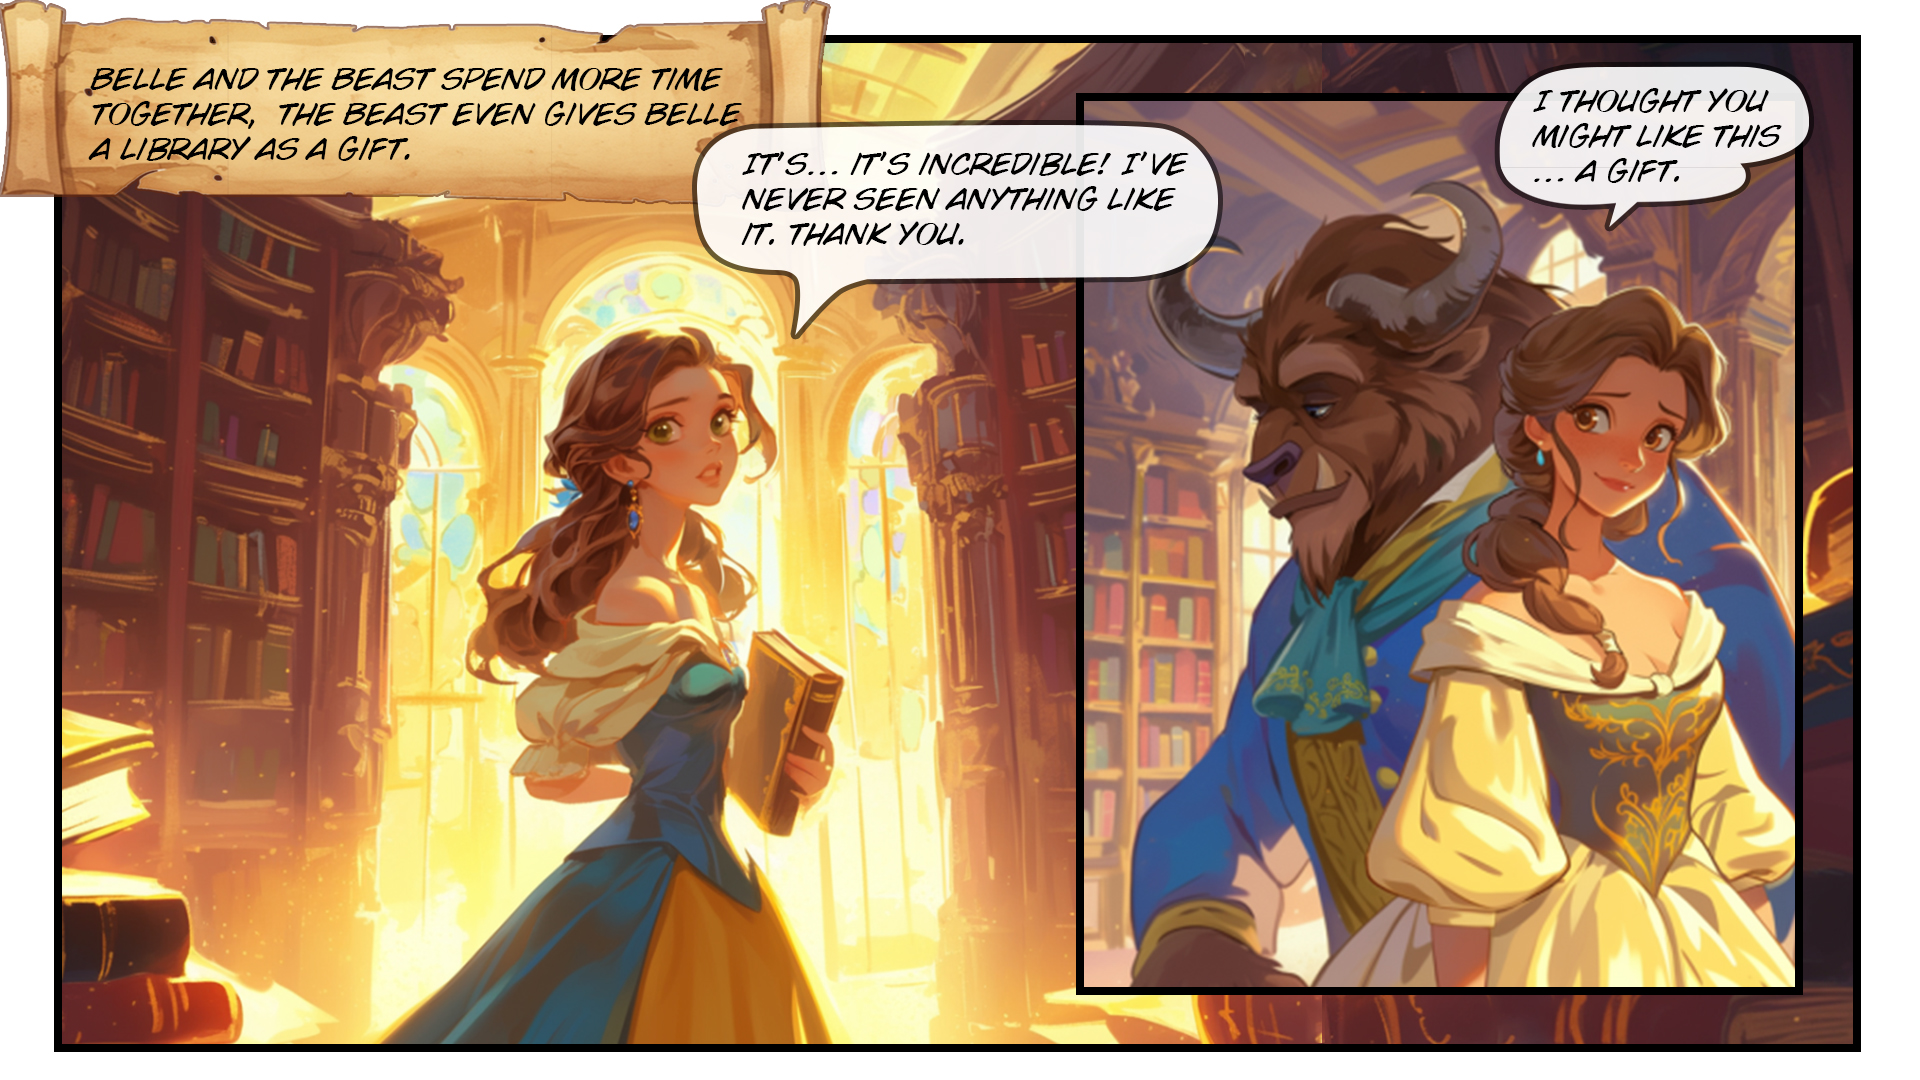 BELLE AND THE BEAST SPEND MORE TIME
TOGETHER,  THE BEAST EVEN GIVES BELLE
A LIBRARY AS A GIFT.
IT'S... IT'S INCREDIBLE! I'VE
NEVER SEEN ANYTHING LIKE
IT. THANK YOU.
I THOUGHT YOU
MIGHT LIKE THIS
... A GIFT.